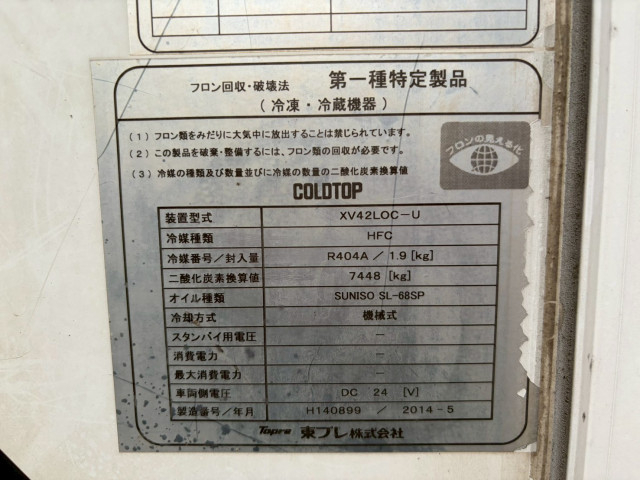 フロン回収・破壊法 第一種特定製品
（冷凍・冷蔵機器）
(1) フロン類をみだりに大気中に放出することは禁じられています。
(2) この製品を破棄・整備するには、フロン類の回収が必要です。
(3) 冷媒の種類及び数量並びに冷媒の数量の二酸化炭素換算値
フロンの見える化
COLDTOP
装置型式 XV42LOC-U
冷媒種類 HFC
冷媒番号/封入量 R404A / 1.9 [kg]
二酸化炭素換算値 7448 [kg]
オイル種類 SUNISO SL-68SP
冷却方式 機械式
スタンバイ用電圧 —
消費電力 —
最大消費電力 —
車両側電圧 DC 24 [V]
製造番号/年月 H140899 / 2014-5
Topre 東プレ株式会社